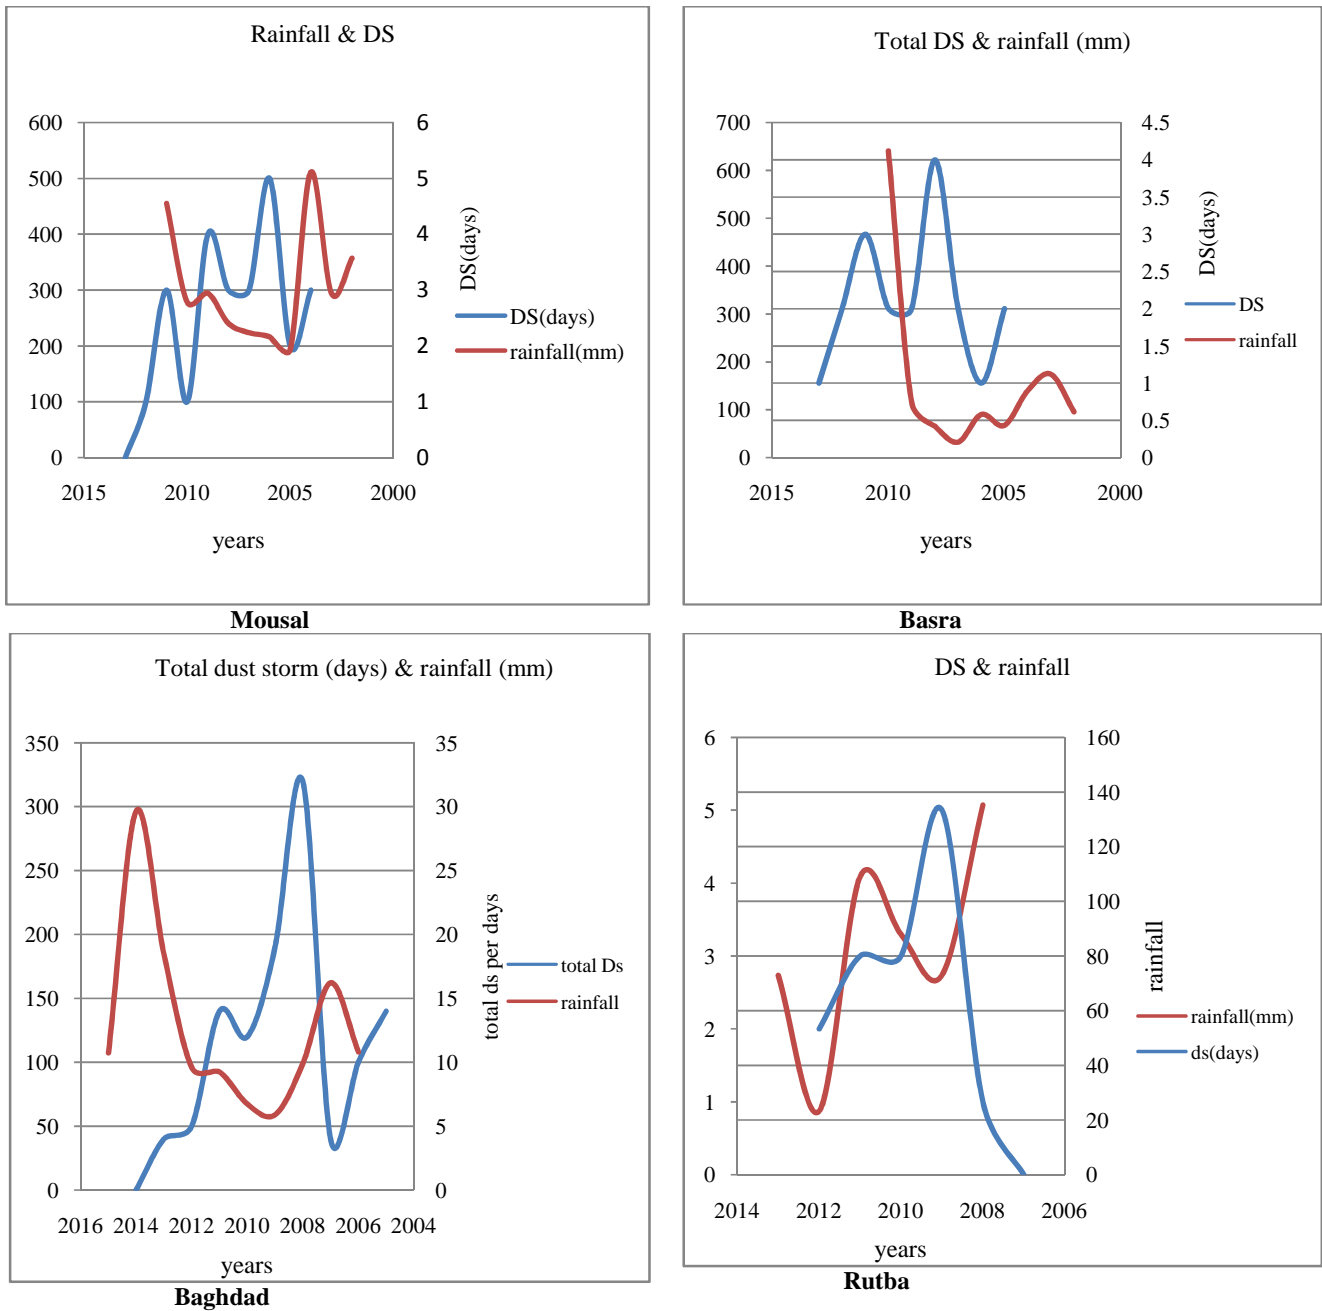 Rainfall & DS
600
500
400
300
200
100
0
6
5
4
3
2
1
0
DS(days)
DS(days)
rainfall(mm)
2015 2010 2005 2000
years
Mousal
Total DS & rainfall (mm)
700
600
500
400
300
200
100
0
4.5
4
3.5
3
2.5
2
1.5
1
0.5
0
DS(days)
DS
rainfall
2015 2010 2005 2000
years
Basra
Total dust storm (days) & rainfall (mm)
350
300
250
200
150
100
50
0
35
30
25
20
15
10
5
0
total ds per days
total Ds
rainfall
2016 2014 2012 2010 2008 2006 2004
years
Baghdad
DS & rainfall
6
5
4
3
2
1
0
160
140
120
100
80
60
40
20
0
rainfall
rainfall(mm)
ds(days)
2014 2012 2010 2008 2006
years
Rutba